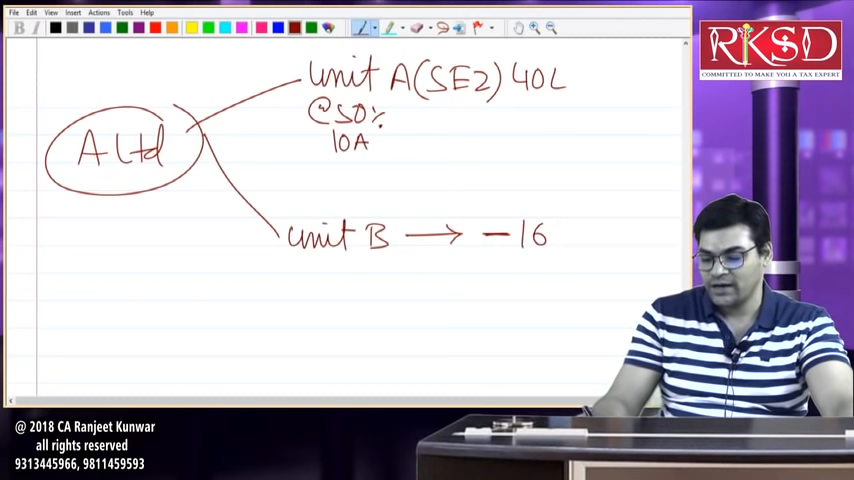 File Edit View Insert Actions Tools Help
B I
A Ltd
Unit A (SEZ) 40L
@50%
10A
Unit B → -16
RKSD
COMMITTED TO MAKE YOU A TAX EXPERT
@ 2018 CA Ranjeet Kunwar
all rights reserved
9313445966, 9811459593